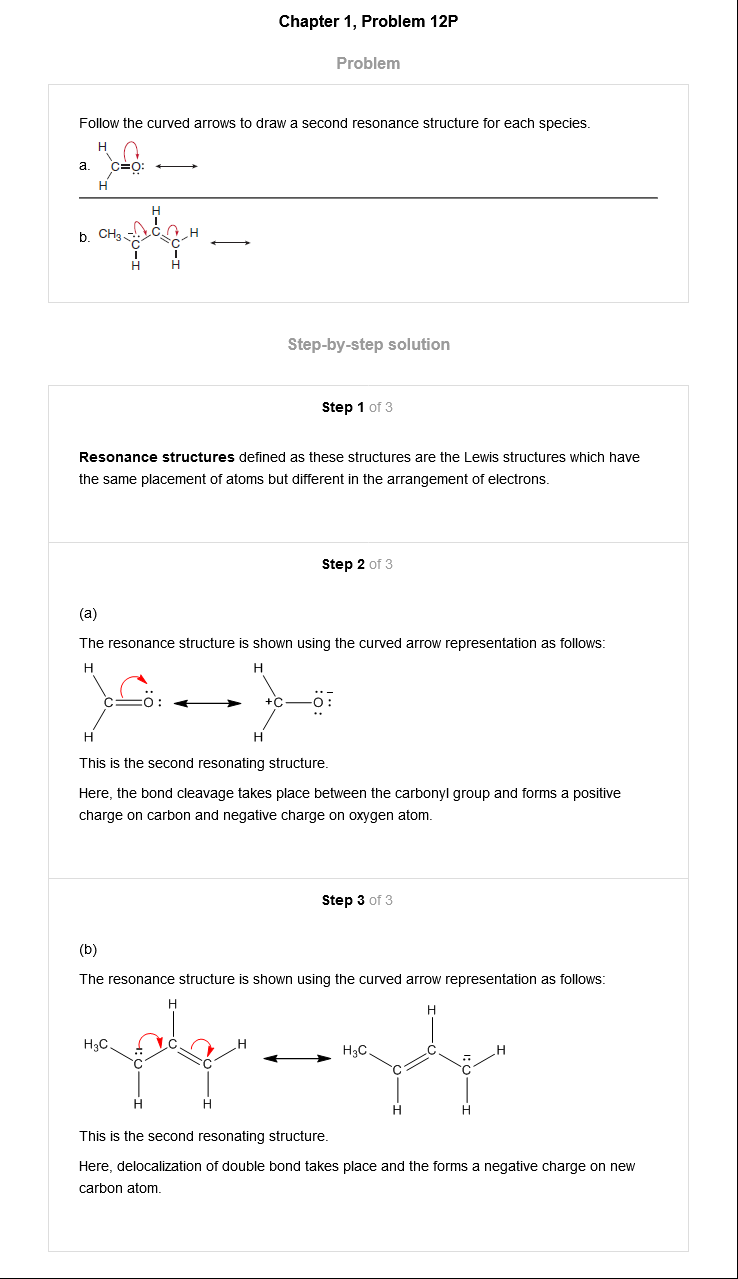 Chapter 1, Problem 12P
Problem
Follow the curved arrows to draw a second resonance structure for each species.
H
a. C=O:
H
H
b. CH3 C C H
C
H H
Step-by-step solution
Step 1 of 3
Resonance structures defined as these structures are the Lewis structures which have
the same placement of atoms but different in the arrangement of electrons.
Step 2 of 3
(a)
The resonance structure is shown using the curved arrow representation as follows:
H H
C O: +C O:
H H
This is the second resonating structure.
Here, the bond cleavage takes place between the carbonyl group and forms a positive
charge on carbon and negative charge on oxygen atom.
Step 3 of 3
(b)
The resonance structure is shown using the curved arrow representation as follows:
H H
H3C C H H3C C H
C C C C
H H H H
This is the second resonating structure.
Here, delocalization of double bond takes place and the forms a negative charge on new
carbon atom.